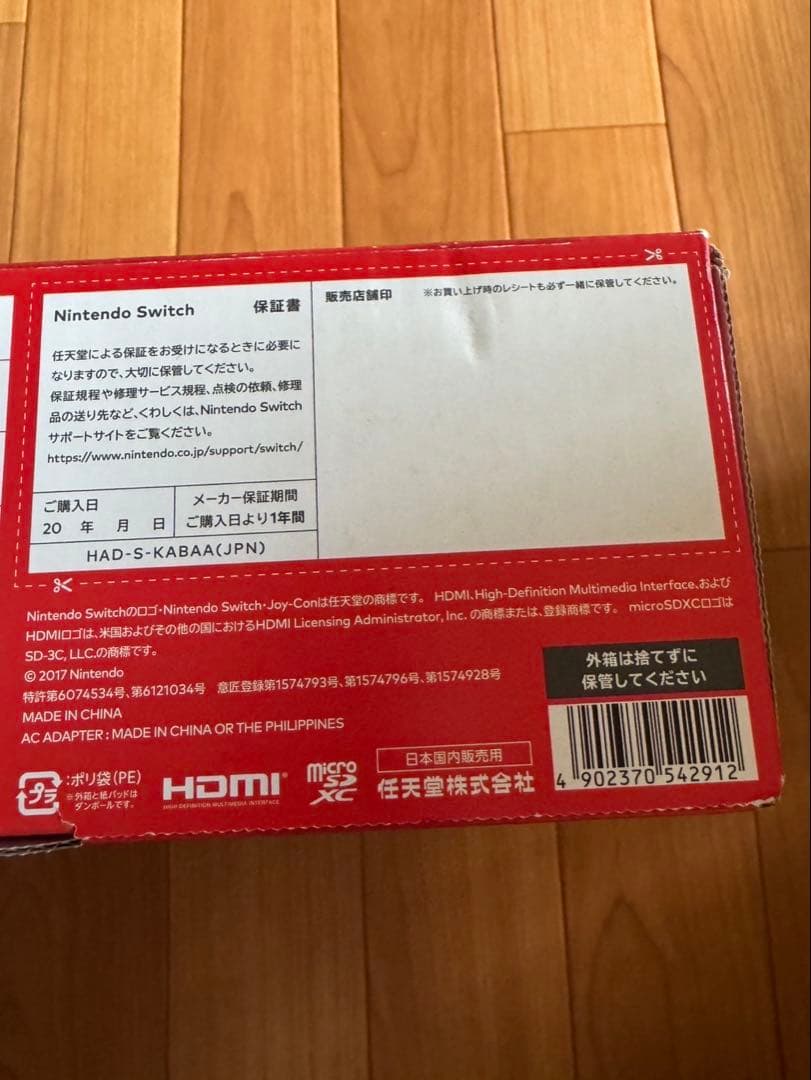 Nintendo Switch 保証書
任天堂による保証をお受けになるときに必要に
なりますので、大切に保管してください。
保証規程や修理サービス規程、点検の依頼、修理
品の送り先など、くわしくは、Nintendo Switch
サポートサイトをご覧ください。
https://www.nintendo.co.jp/support/switch/
ご購入日
20 年 月 日
メーカー保証期間
ご購入日より1年間
HAD-S-KABAA(JPN)
販売店舗印 ※お買い上げ時のレシートも必ず一緒に保管してください。
Nintendo Switchのロゴ・Nintendo Switch・Joy-Conは任天堂の商標です。 HDMI、High-Definition Multimedia Interface、および
HDMIロゴは、米国およびその他の国におけるHDMI Licensing Administrator, Inc. の商標または、登録商標です。 microSDXCロゴは
SD-3C, LLC.の商標です。
© 2017 Nintendo
特許第6074534号、第6121034号 意匠登録第1574793号、第1574796号、第1574928号
MADE IN CHINA
AC ADAPTER : MADE IN CHINA OR THE PHILIPPINES
外箱は捨てずに
保管してください
プラ
:ポリ袋(PE)
※外箱と紙パッドは
ダンボールです。
HDMI
HIGH DEFINITION MULTIMEDIA INTERFACE
micro
SD
XC
日本国内販売用
任天堂株式会社
4 902370 542912